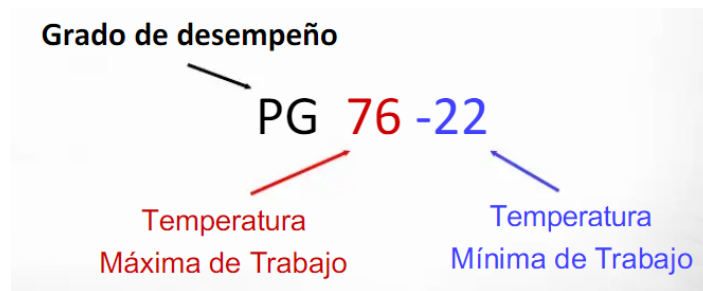 Grado de desempeño
PG 76 -22
Temperatura
Máxima de Trabajo
Temperatura
Mínima de Trabajo